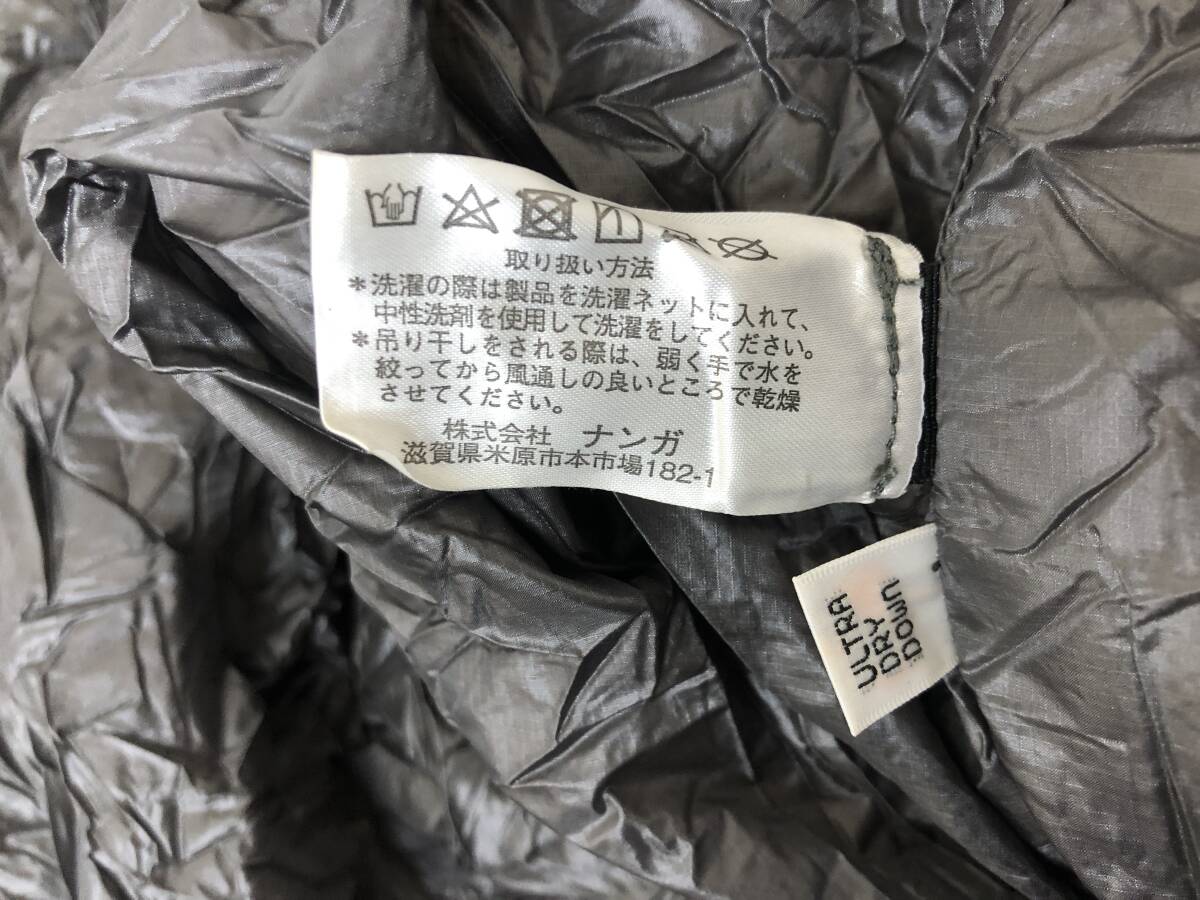 取り扱い方法
*洗濯の際は製品を洗濯ネットに入れて、
中性洗剤を使用して洗濯をしてください。
*吊り干しをされる際は、弱く手で水を
絞ってから風通しの良いところで乾燥
させてください。
株式会社 ナンガ
滋賀県米原市本市場182-1
ULTRA
DRY
DOWN